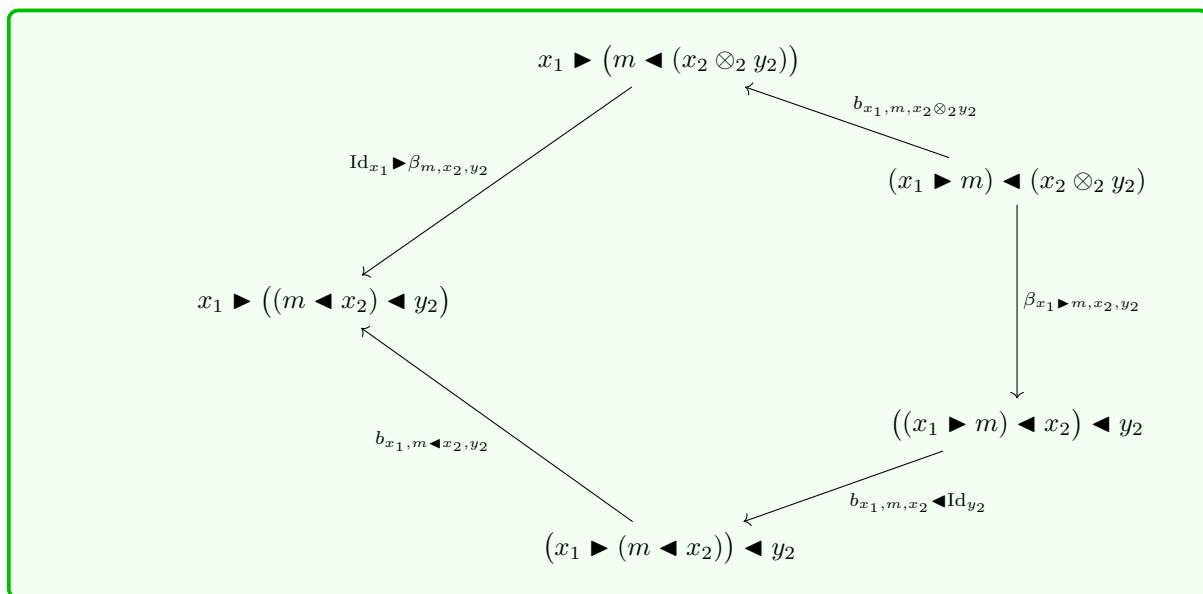 x₁ ► (m ◄ (x₂ ⊗₂ y₂))
b_{x₁,m,x₂⊗₂y₂}
Id_{x₁}►β_{m,x₂,y₂}
(x₁ ► m) ◄ (x₂ ⊗₂ y₂)
x₁ ► ((m ◄ x₂) ◄ y₂)
β_{x₁►m,x₂,y₂}
((x₁ ► m) ◄ x₂) ◄ y₂
b_{x₁,m◄x₂,y₂}
b_{x₁,m,x₂}◄Id_{y₂}
(x₁ ► (m ◄ x₂)) ◄ y₂